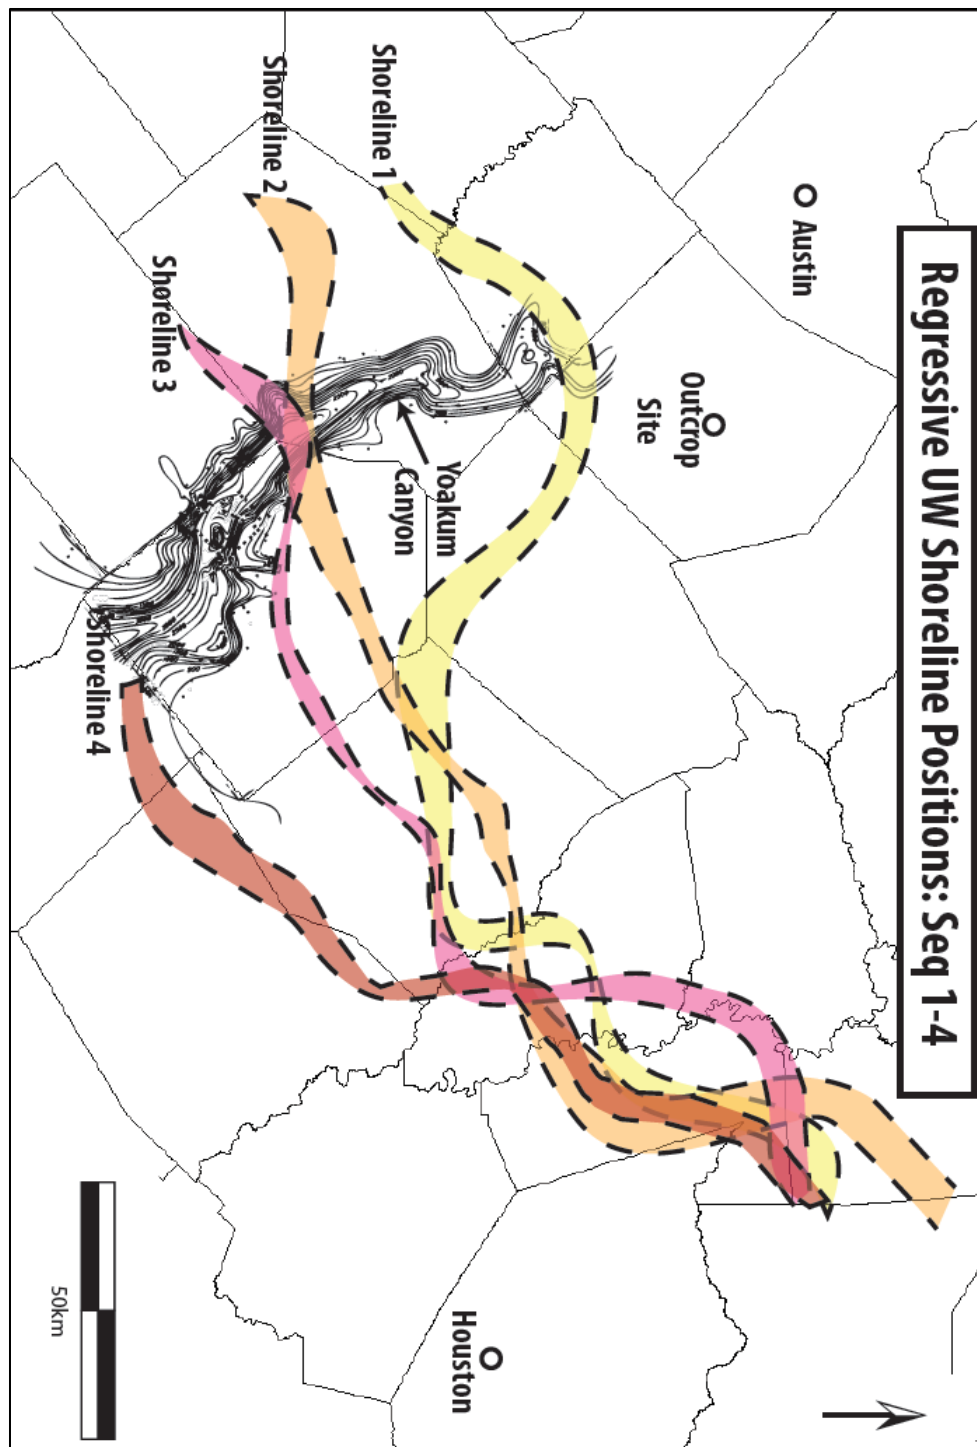 Regressive UW Shoreline Positions: Seq 1-4
Austin
Outcrop
Site
Shoreline 1
Shoreline 2
Shoreline 3
Yoakum
Canyon
Shoreline 4
Houston
50km